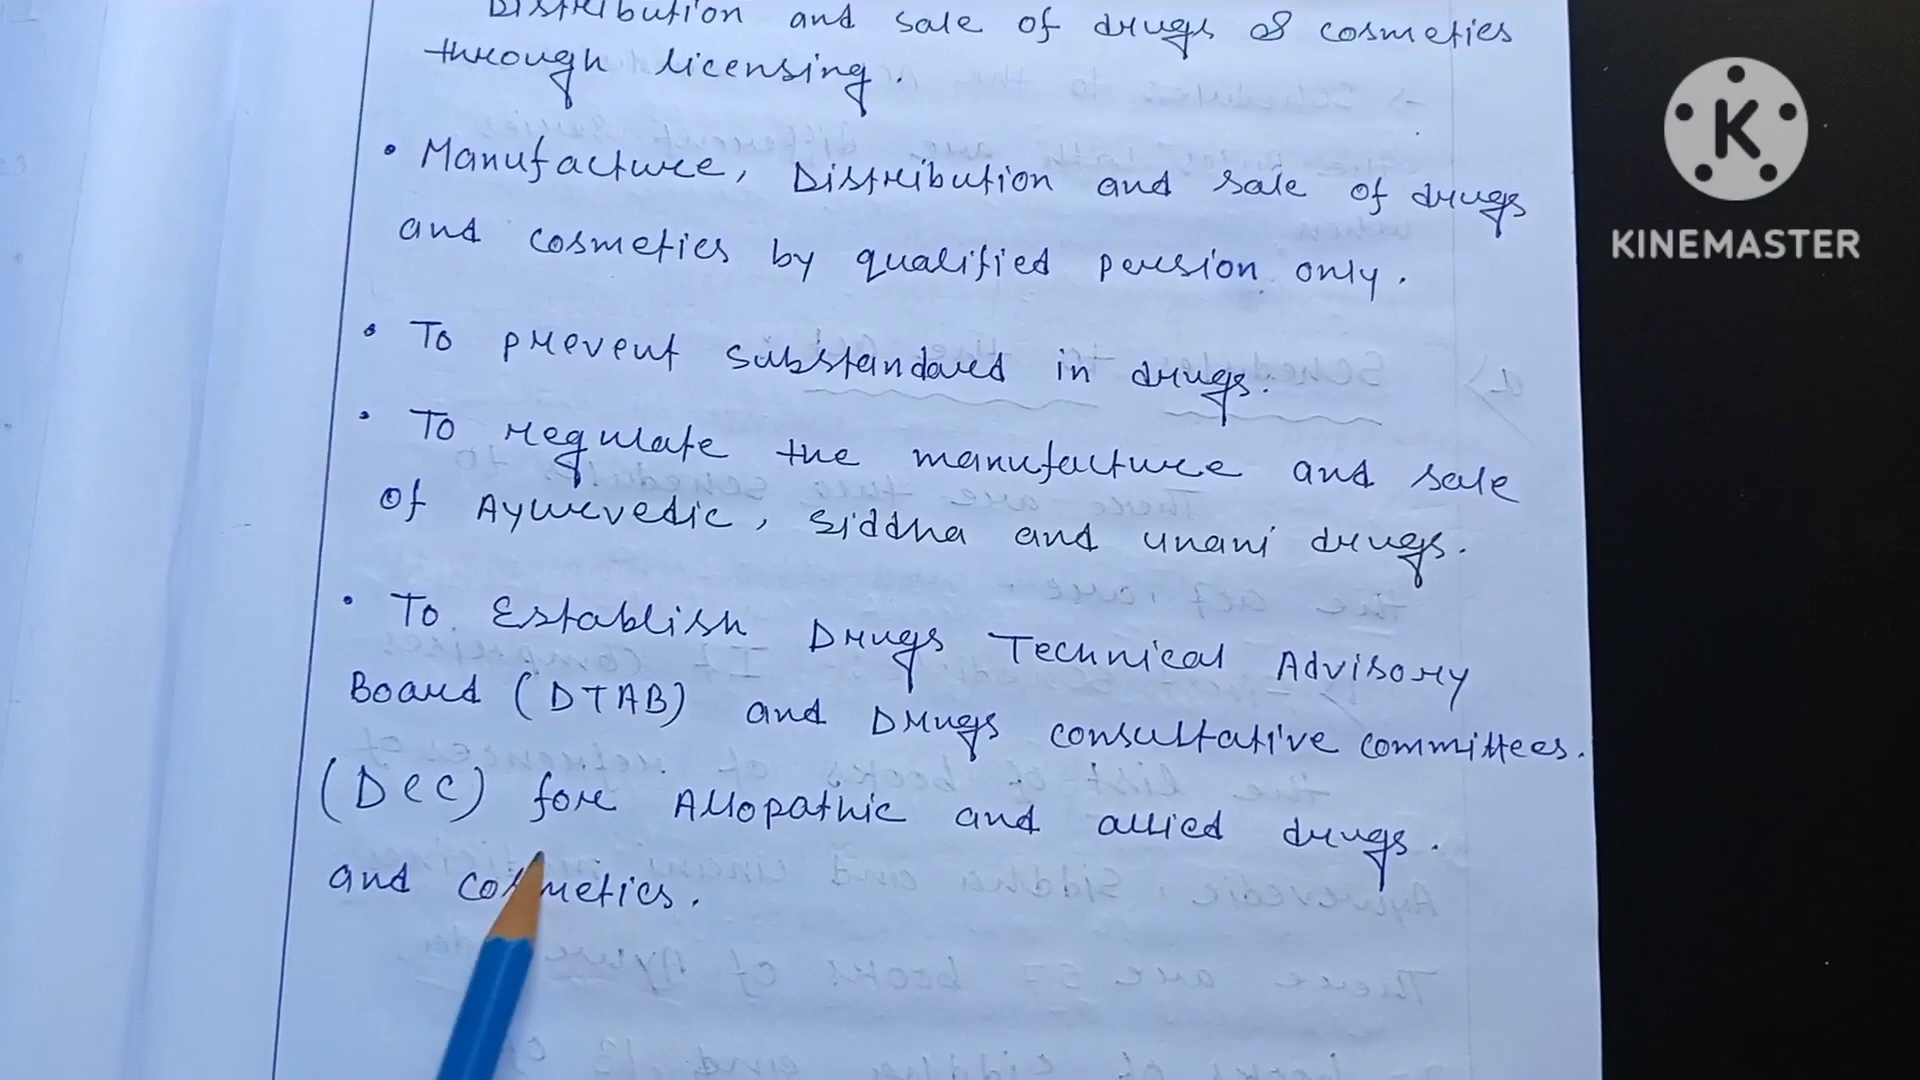 Distribution and sale of drugs & cosmetics
through licensing.
• Manufacture, Distribution and sale of drugs
and cosmetics by qualified persion only.
• To prevent substandard in drugs.
• To regulate the manufacture and sale
of Ayurvedic, Siddha and unani drugs.
• To Establish Drugs Technical Advisory
Board (DTAB) and Drugs consultative committees.
(DCC) for Allopathic and allied drugs.
and cosmetics.
K
KINEMASTER